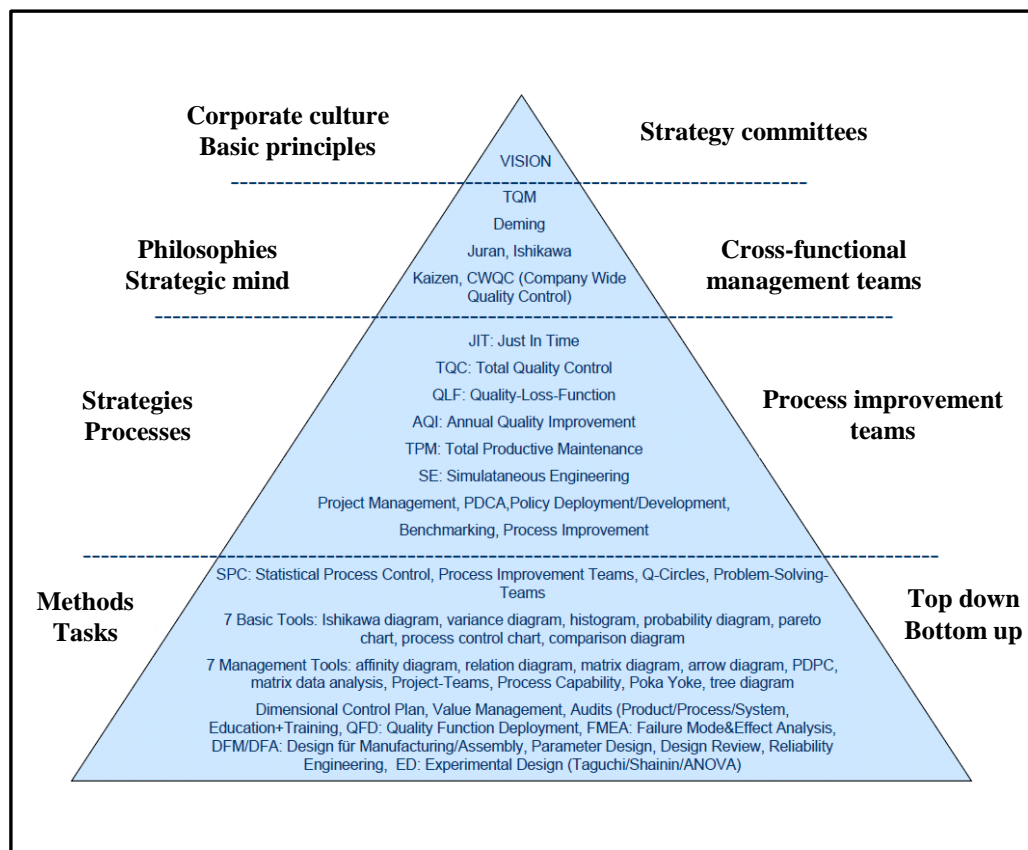 Corporate culture
Basic principles
Strategy committees
VISION
TQM
Deming
Juran, Ishikawa
Kaizen, CWQC (Company Wide
Quality Control)
Philosophies
Strategic mind
Cross-functional
management teams
JIT: Just In Time
TQC: Total Quality Control
QLF: Quality-Loss-Function
AQI: Annual Quality Improvement
TPM: Total Productive Maintenance
SE: Simulataneous Engineering
Project Management, PDCA,Policy Deployment/Development,
Benchmarking, Process Improvement
Strategies
Processes
Process improvement
teams
SPC: Statistical Process Control, Process Improvement Teams, Q-Circles, Problem-Solving-
Teams
7 Basic Tools: Ishikawa diagram, variance diagram, histogram, probability diagram, pareto
chart, process control chart, comparison diagram
7 Management Tools: affinity diagram, relation diagram, matrix diagram, arrow diagram, PDPC,
matrix data analysis, Project-Teams, Process Capability, Poka Yoke, tree diagram
Dimensional Control Plan, Value Management, Audits (Product/Process/System,
Education+Training, QFD: Quality Function Deployment, FMEA: Failure Mode&Effect Analysis,
DFM/DFA: Design für Manufacturing/Assembly, Parameter Design, Design Review, Reliability
Engineering, ED: Experimental Design (Taguchi/Shainin/ANOVA)
Methods
Tasks
Top down
Bottom up